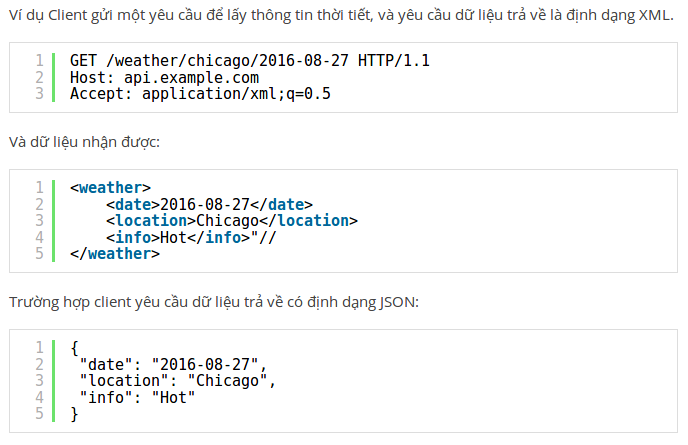 Ví dụ Client gửi một yêu cầu để lấy thông tin thời tiết, và yêu cầu dữ liệu trả về là định dạng XML.
1 GET /weather/chicago/2016-08-27 HTTP/1.1
2 Host: api.example.com
3 Accept: application/xml;q=0.5
Và dữ liệu nhận được:
1 <weather>
2     <date>2016-08-27</date>
3     <location>Chicago</location>
4     <info>Hot</info>"//
5 </weather>
Trường hợp client yêu cầu dữ liệu trả về có định dạng JSON:
1 {
2  "date": "2016-08-27",
3  "location": "Chicago",
4  "info": "Hot"
5 }